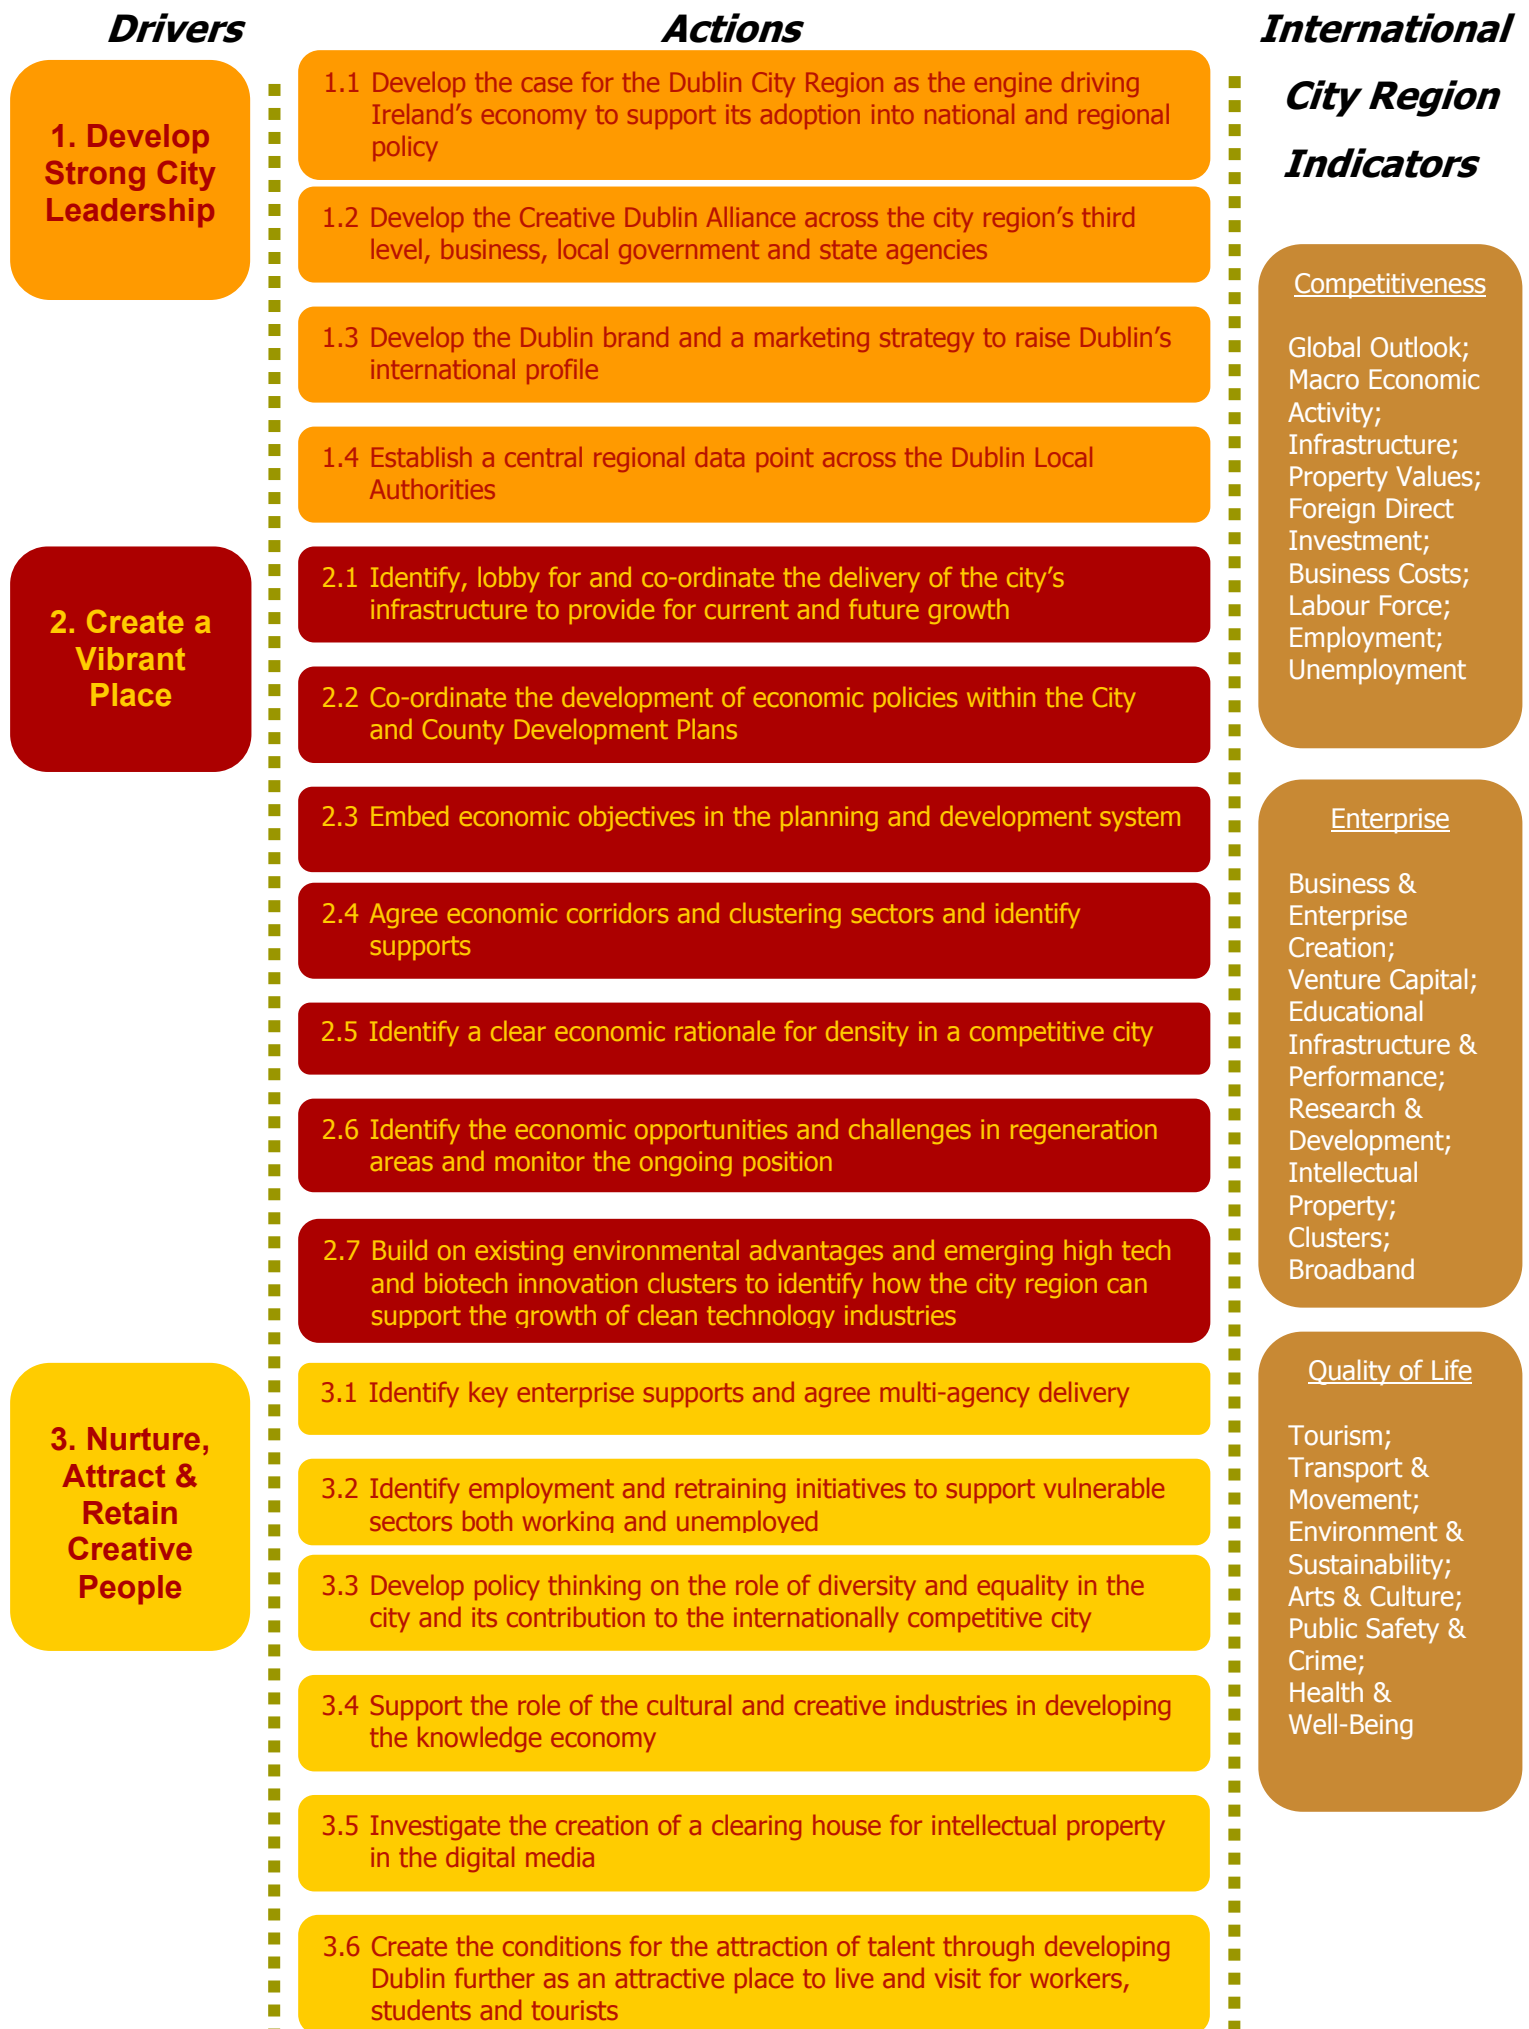 Drivers
Actions
International
City Region
Indicators
1. Develop
Strong City
Leadership
1.1 Develop the case for the Dublin City Region as the engine driving
Ireland’s economy to support its adoption into national and regional
policy
1.2 Develop the Creative Dublin Alliance across the city region’s third
level, business, local government and state agencies
1.3 Develop the Dublin brand and a marketing strategy to raise Dublin’s
international profile
1.4 Establish a central regional data point across the Dublin Local
Authorities
2. Create a
Vibrant
Place
2.1 Identify, lobby for and co-ordinate the delivery of the city’s
infrastructure to provide for current and future growth
2.2 Co-ordinate the development of economic policies within the City
and County Development Plans
2.3 Embed economic objectives in the planning and development system
2.4 Agree economic corridors and clustering sectors and identify
supports
2.5 Identify a clear economic rationale for density in a competitive city
2.6 Identify the economic opportunities and challenges in regeneration
areas and monitor the ongoing position
2.7 Build on existing environmental advantages and emerging high tech
and biotech innovation clusters to identify how the city region can
support the growth of clean technology industries
3. Nurture,
Attract &
Retain
Creative
People
3.1 Identify key enterprise supports and agree multi-agency delivery
3.2 Identify employment and retraining initiatives to support vulnerable
sectors both working and unemployed
3.3 Develop policy thinking on the role of diversity and equality in the
city and its contribution to the internationally competitive city
3.4 Support the role of the cultural and creative industries in developing
the knowledge economy
3.5 Investigate the creation of a clearing house for intellectual property
in the digital media
3.6 Create the conditions for the attraction of talent through developing
Dublin further as an attractive place to live and visit for workers,
students and tourists
Competitiveness
Global Outlook;
Macro Economic
Activity;
Infrastructure;
Property Values;
Foreign Direct
Investment;
Business Costs;
Labour Force;
Employment;
Unemployment
Enterprise
Business &
Enterprise
Creation;
Venture Capital;
Educational
Infrastructure &
Performance;
Research &
Development;
Intellectual
Property;
Clusters;
Broadband
Quality of Life
Tourism;
Transport &
Movement;
Environment &
Sustainability;
Arts & Culture;
Public Safety &
Crime;
Health &
Well-Being